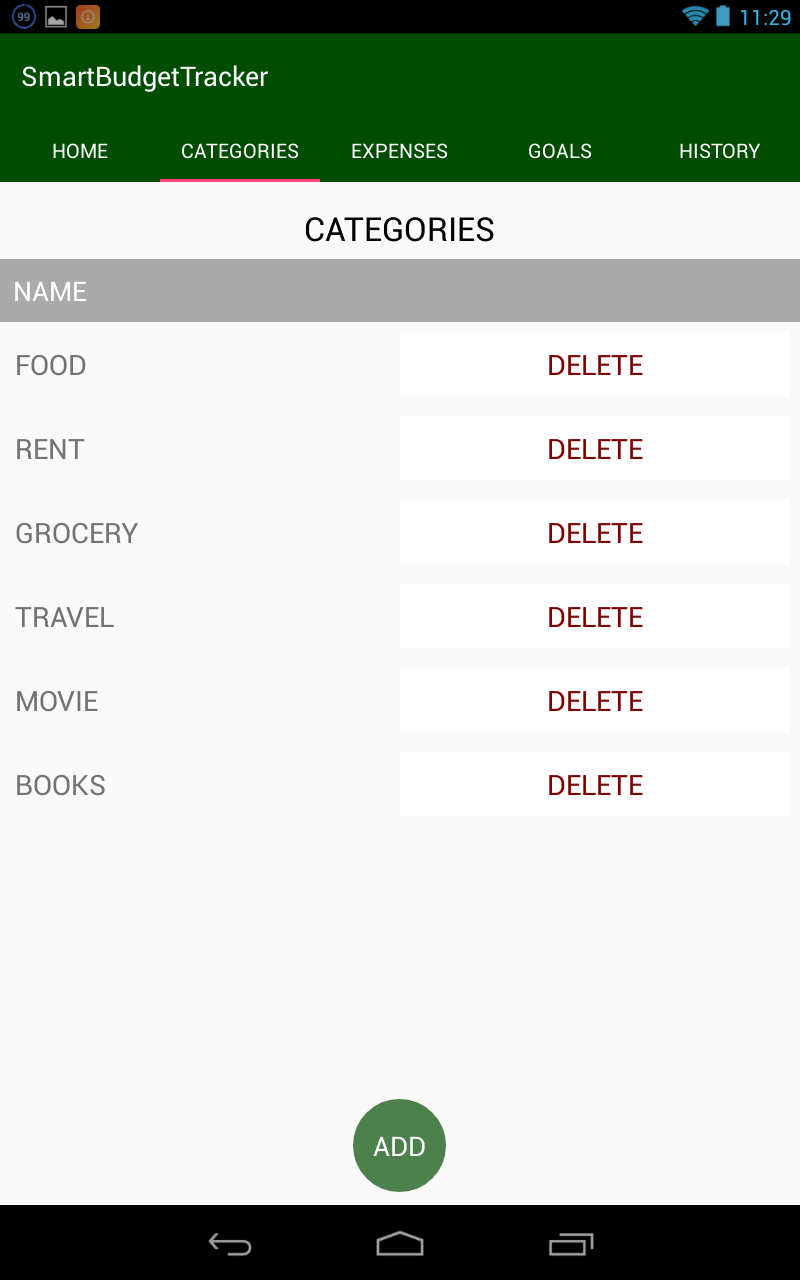 99 11:29
SmartBudgetTracker
HOME CATEGORIES EXPENSES GOALS HISTORY
CATEGORIES
NAME
FOOD DELETE
RENT DELETE
GROCERY DELETE
TRAVEL DELETE
MOVIE DELETE
BOOKS DELETE
ADD